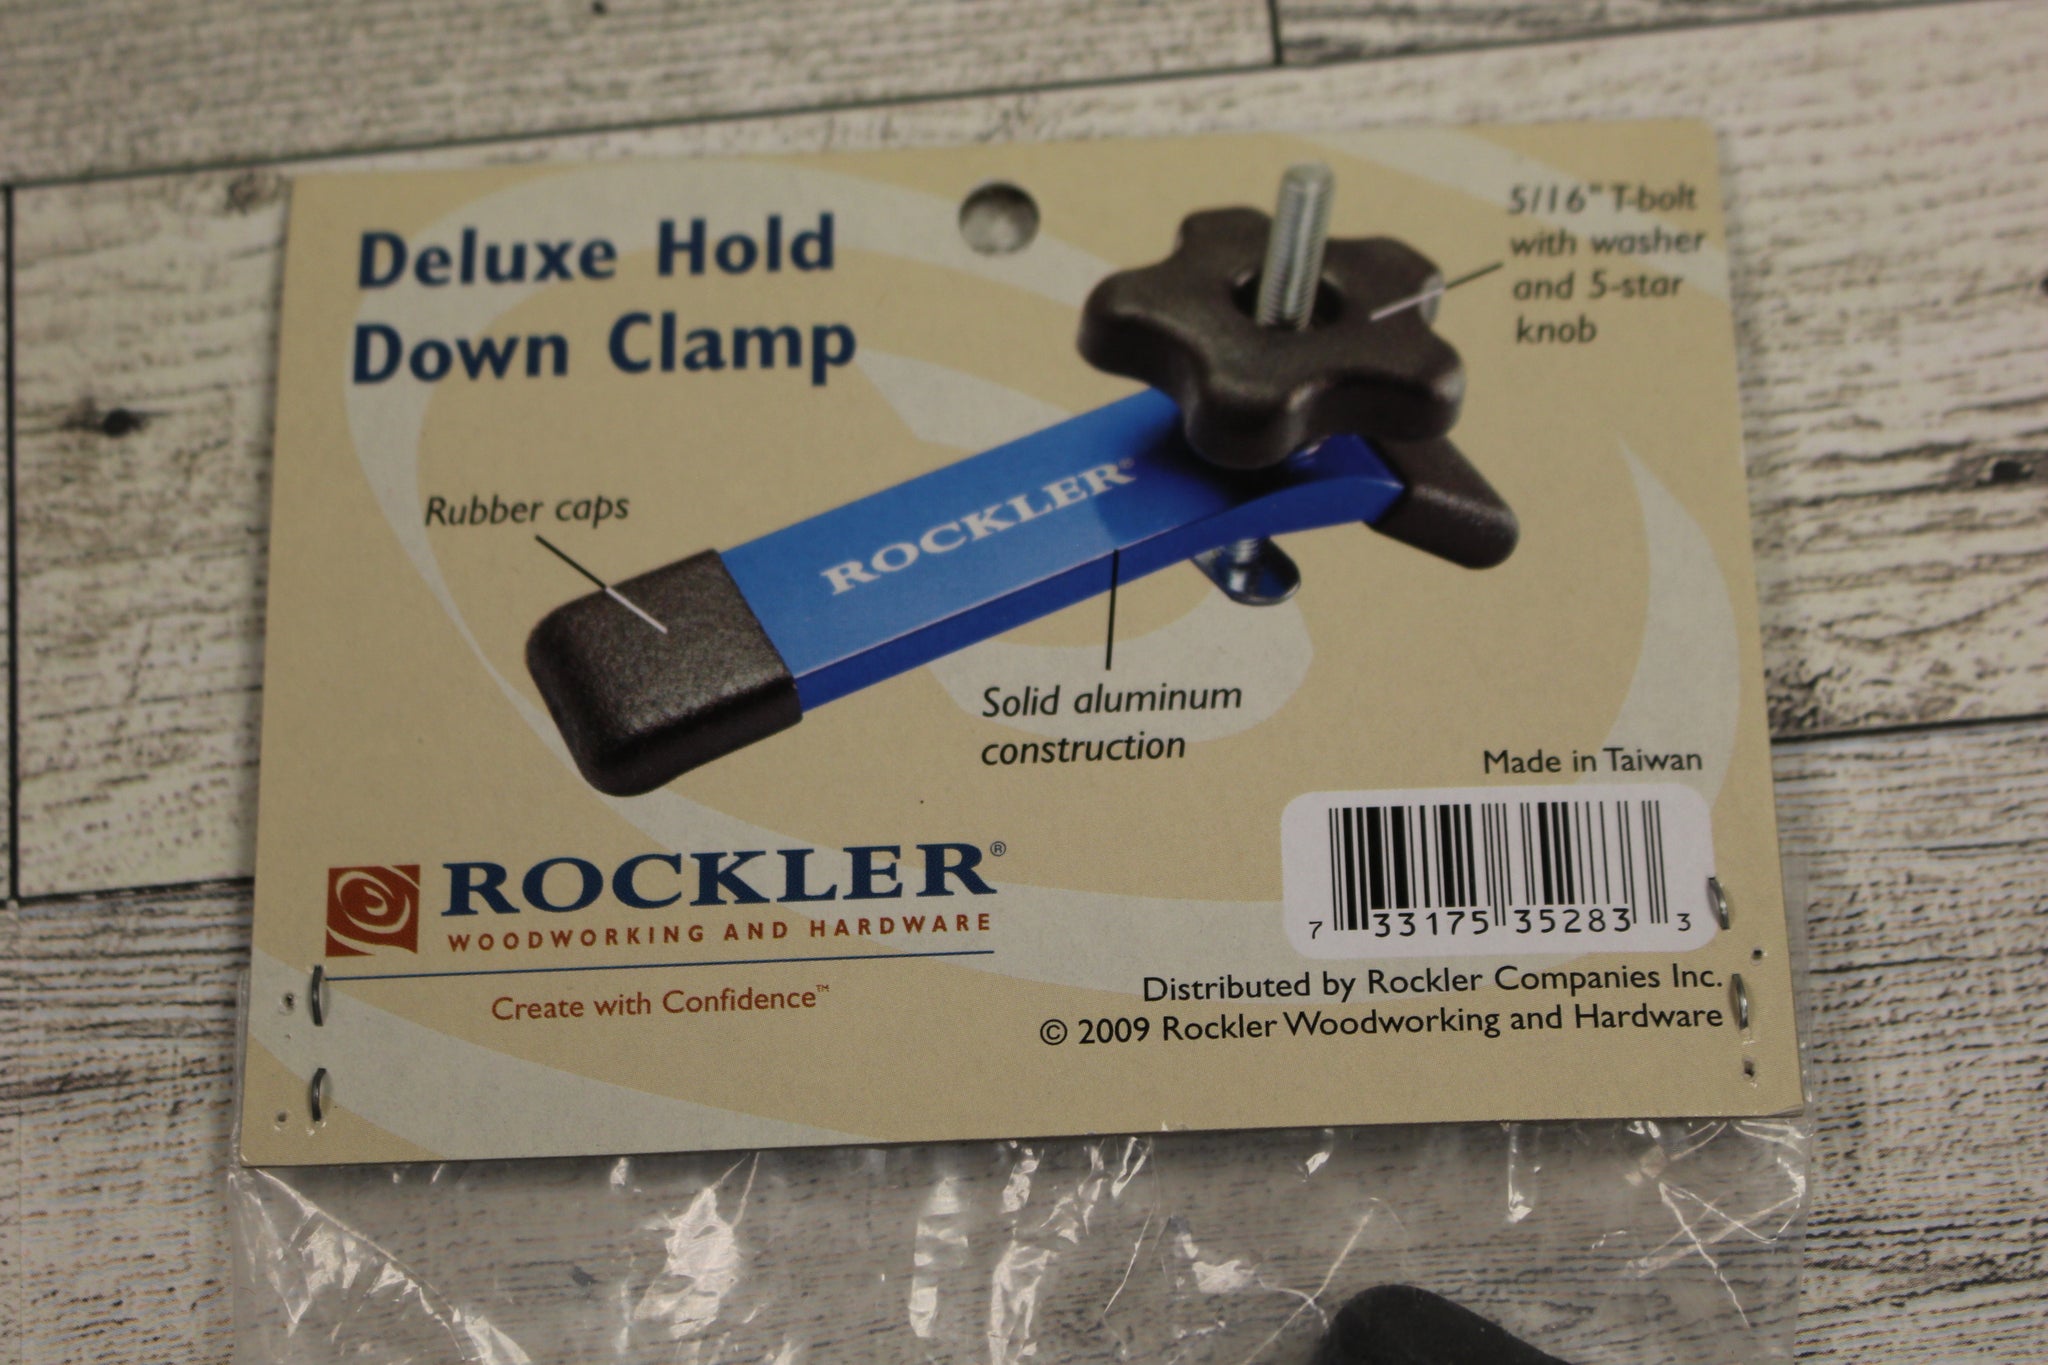 Deluxe Hold
Down Clamp
5/16" T-bolt
with washer
and 5-star
knob
Rubber caps
ROCKLER®
Solid aluminum
construction
Made in Taiwan
7 33175 35283 3
ROCKLER®
WOODWORKING AND HARDWARE
Create with Confidence™
Distributed by Rockler Companies Inc.
© 2009 Rockler Woodworking and Hardware